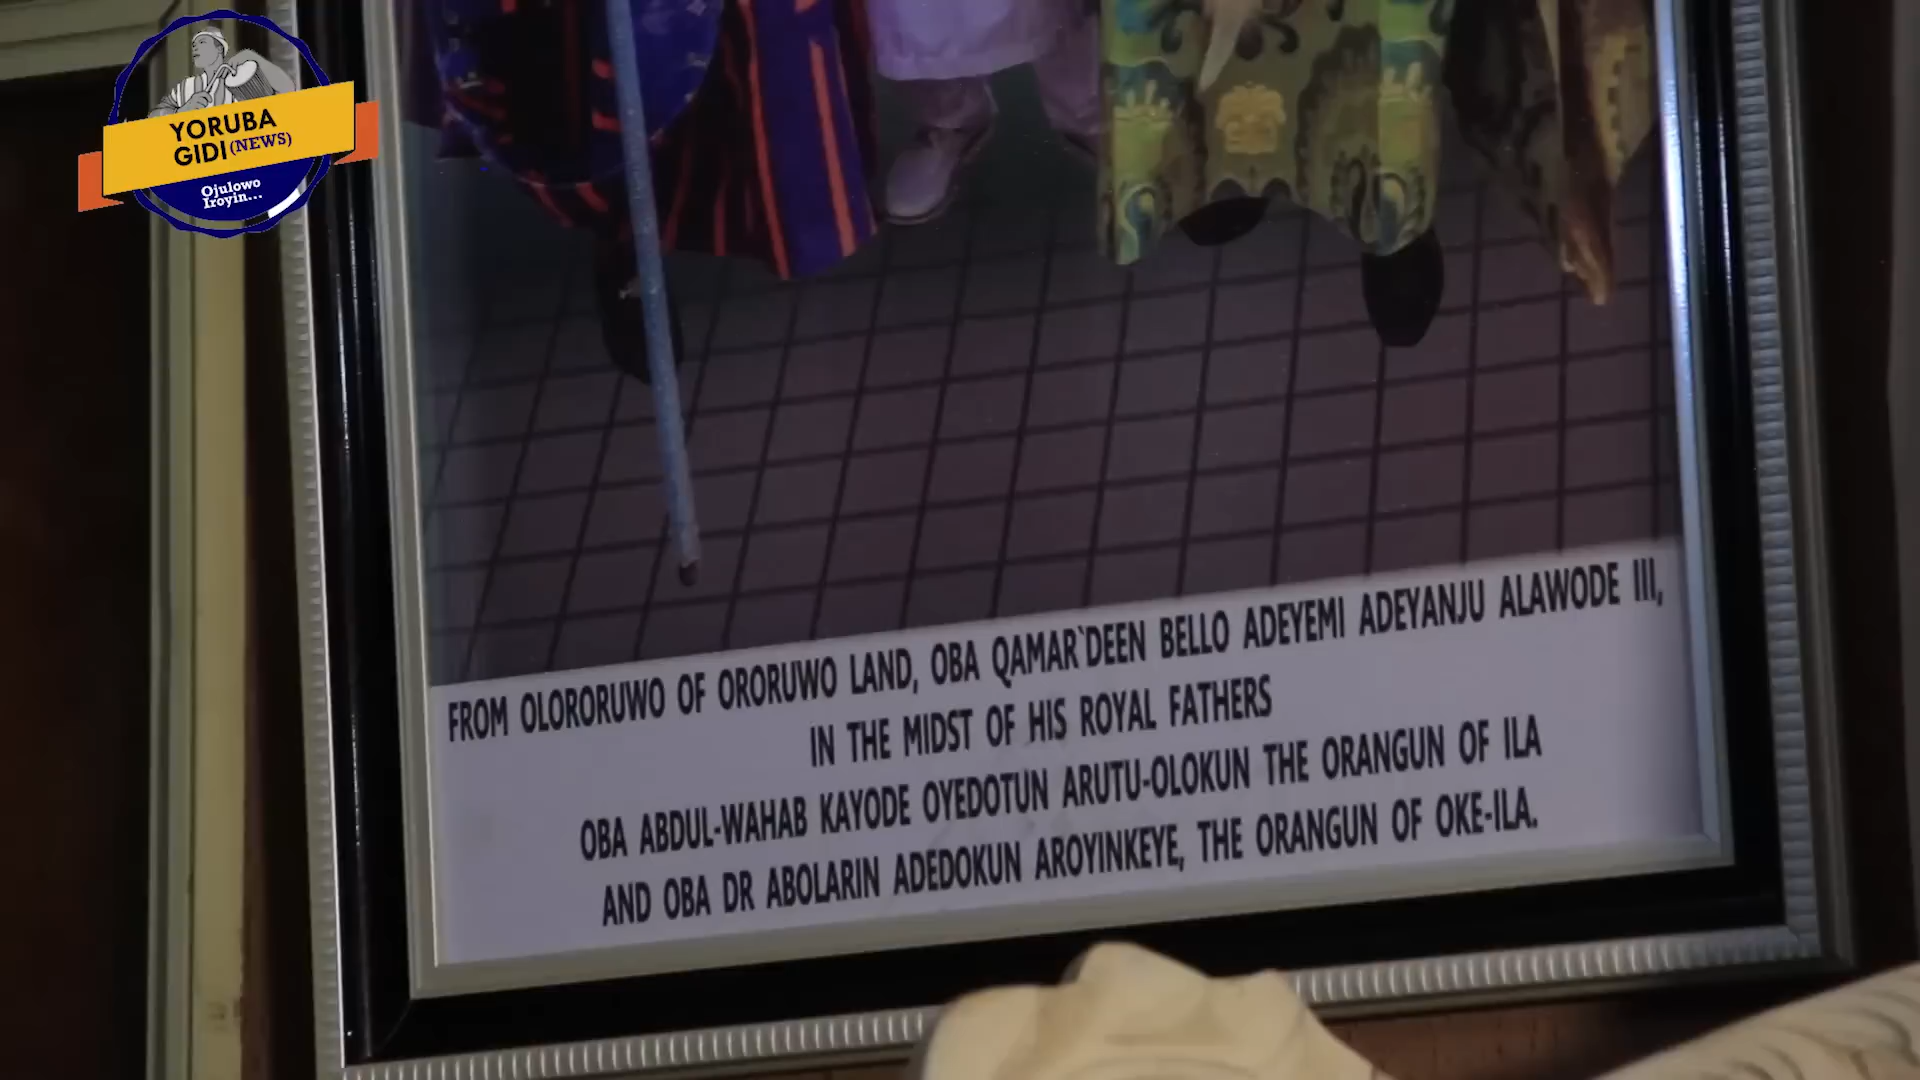 YORUBA
GIDI (NEWS)
Ojulowo
Iroyin...
FROM OLORORUWO OF ORORUWO LAND, OBA QAMAR`DEEN BELLO ADEYEMI ADEYANJU ALAWODE III,
IN THE MIDST OF HIS ROYAL FATHERS
OBA ABDUL-WAHAB KAYODE OYEDOTUN ARUTU-OLOKUN THE ORANGUN OF ILA
AND OBA DR ABOLARIN ADEDOKUN AROYINKEYE, THE ORANGUN OF OKE-ILA.